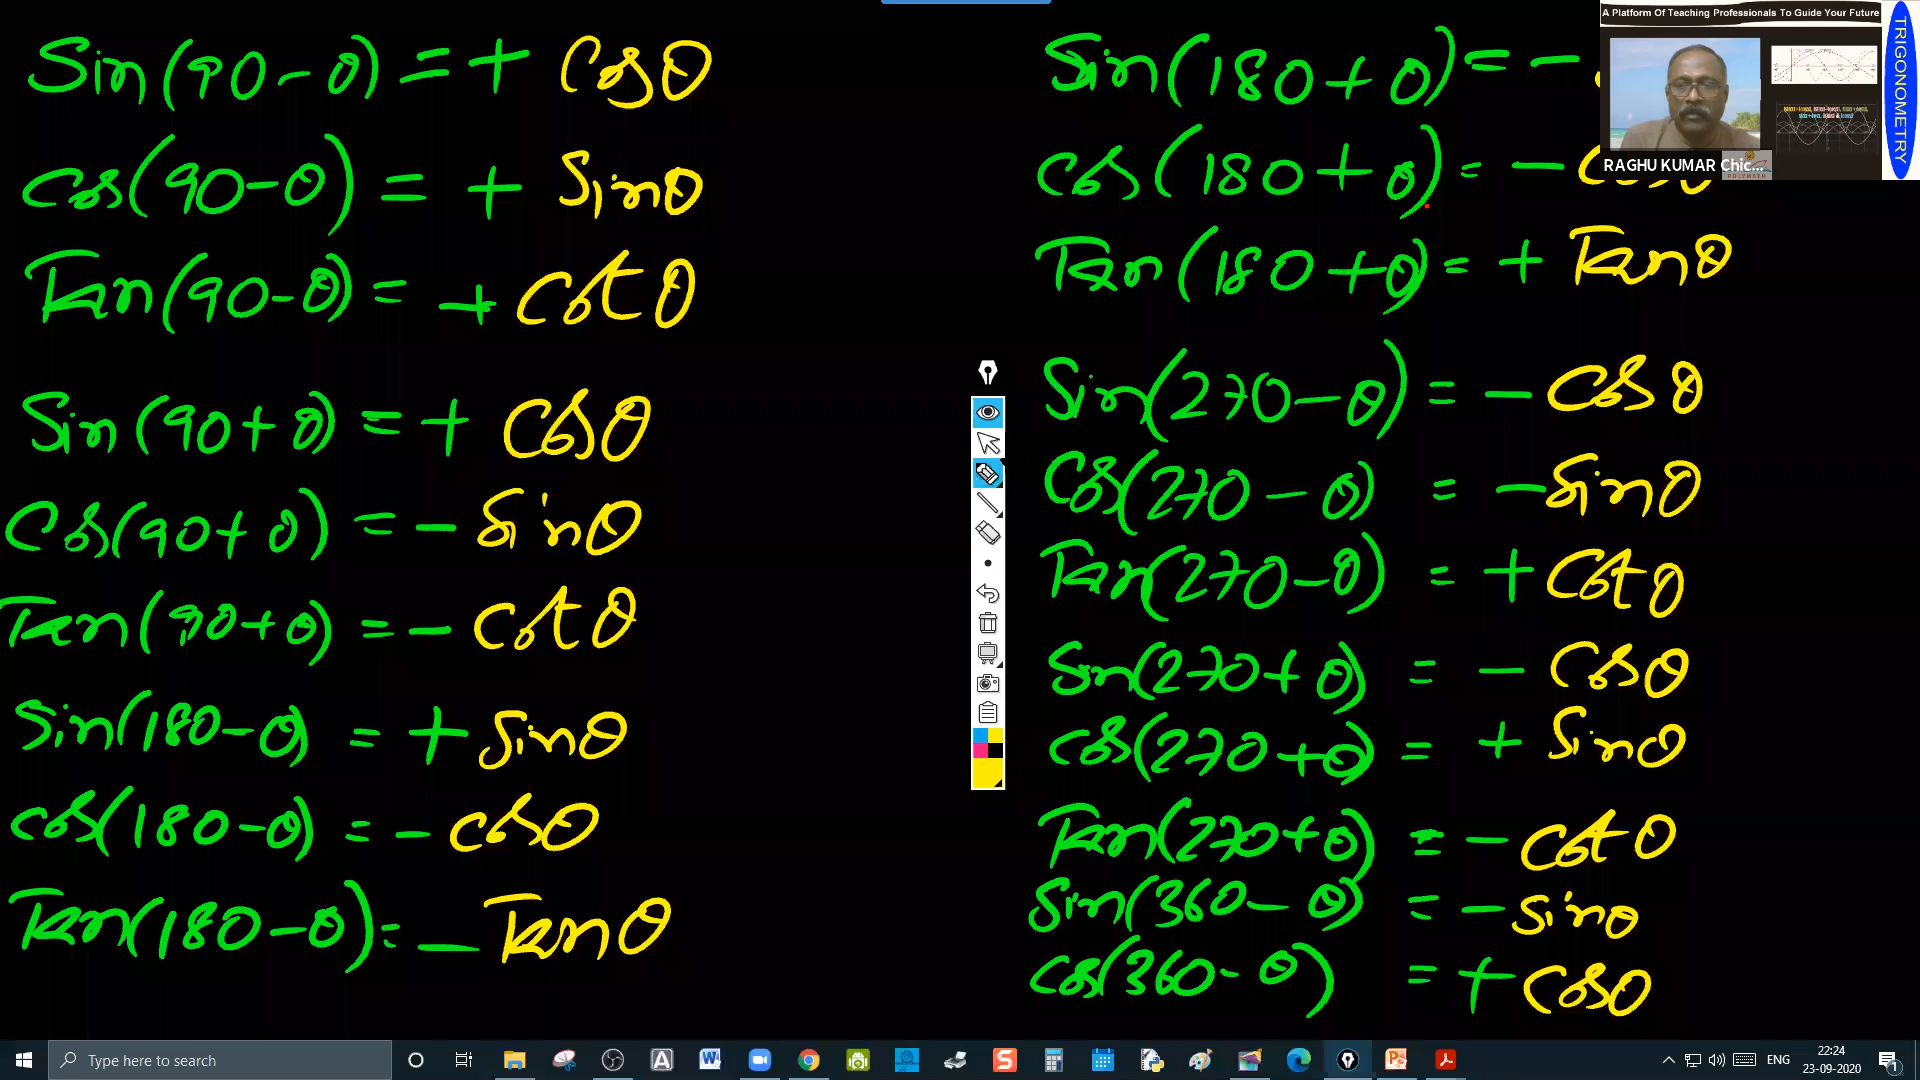 Sin(90-θ) = + Cosθ
Cos(90-θ) = + Sinθ
Tan(90-θ) = + Cotθ
Sin(90+θ) = + Cosθ
Cos(90+θ) = - Sinθ
Tan(90+θ) = - Cotθ
Sin(180-θ) = + Sinθ
Cos(180-θ) = - Cosθ
Tan(180-θ) = - Tanθ
Sin(180+θ) = -
Cos(180+θ) = - Cosθ
Tan(180+θ) = + Tanθ
Sin(270-θ) = - Cosθ
Cos(270-θ) = - Sinθ
Tan(270-θ) = + Cotθ
Sin(270+θ) = - Cosθ
Cos(270+θ) = + Sinθ
Tan(270+θ) = - Cotθ
Sin(360-θ) = - Sinθ
Cos(360-θ) = + Cosθ
A Platform Of Teaching Professionals To Guide Your Future
RAGHU KUMAR Chic...
POLYMATH
TRIGONOMETRY
Type here to search
ENG
22:24
23-09-2020
1